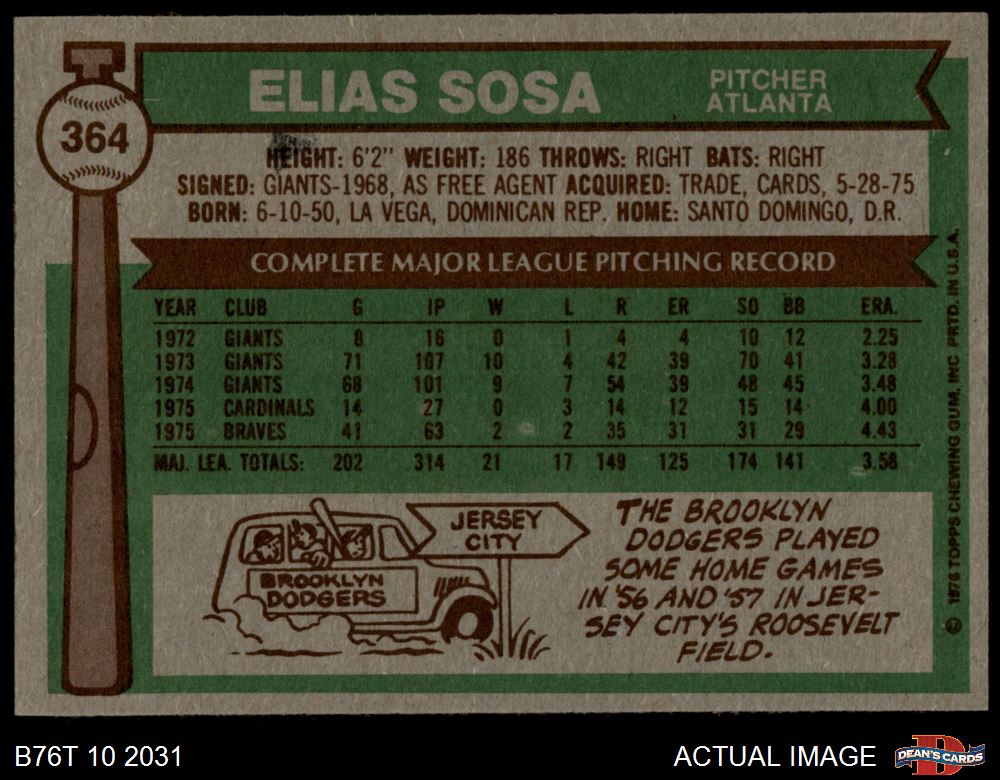 364
ELIAS SOSA
PITCHER
ATLANTA
HEIGHT: 6'2" WEIGHT: 186 THROWS: RIGHT BATS: RIGHT
SIGNED: GIANTS-1968, AS FREE AGENT ACQUIRED: TRADE, CARDS, 5-28-75
BORN: 6-10-50, LA VEGA, DOMINICAN REP. HOME: SANTO DOMINGO, D.R.
COMPLETE MAJOR LEAGUE PITCHING RECORD
YEAR CLUB G IP W L R ER SO BB ERA.
1972 GIANTS 8 16 0 1 4 4 10 12 2.25
1973 GIANTS 71 107 10 4 42 39 70 41 3.28
1974 GIANTS 68 101 9 7 54 39 48 45 3.48
1975 CARDINALS 14 27 0 3 14 12 15 14 4.00
1975 BRAVES 41 63 2 2 35 31 31 29 4.43
MAJ. LEA. TOTALS: 202 314 21 17 149 125 174 141 3.58
JERSEY
CITY
BROOKLYN
DODGERS
THE BROOKLYN
DODGERS PLAYED
SOME HOME GAMES
IN '56 AND '57 IN JER-
SEY CITY'S ROOSEVELT
FIELD.
© 1976 TOPPS CHEWING GUM, INC PRTD. IN U.S.A.
B76T 10 2031
ACTUAL IMAGE
D
DEAN'S CARDS